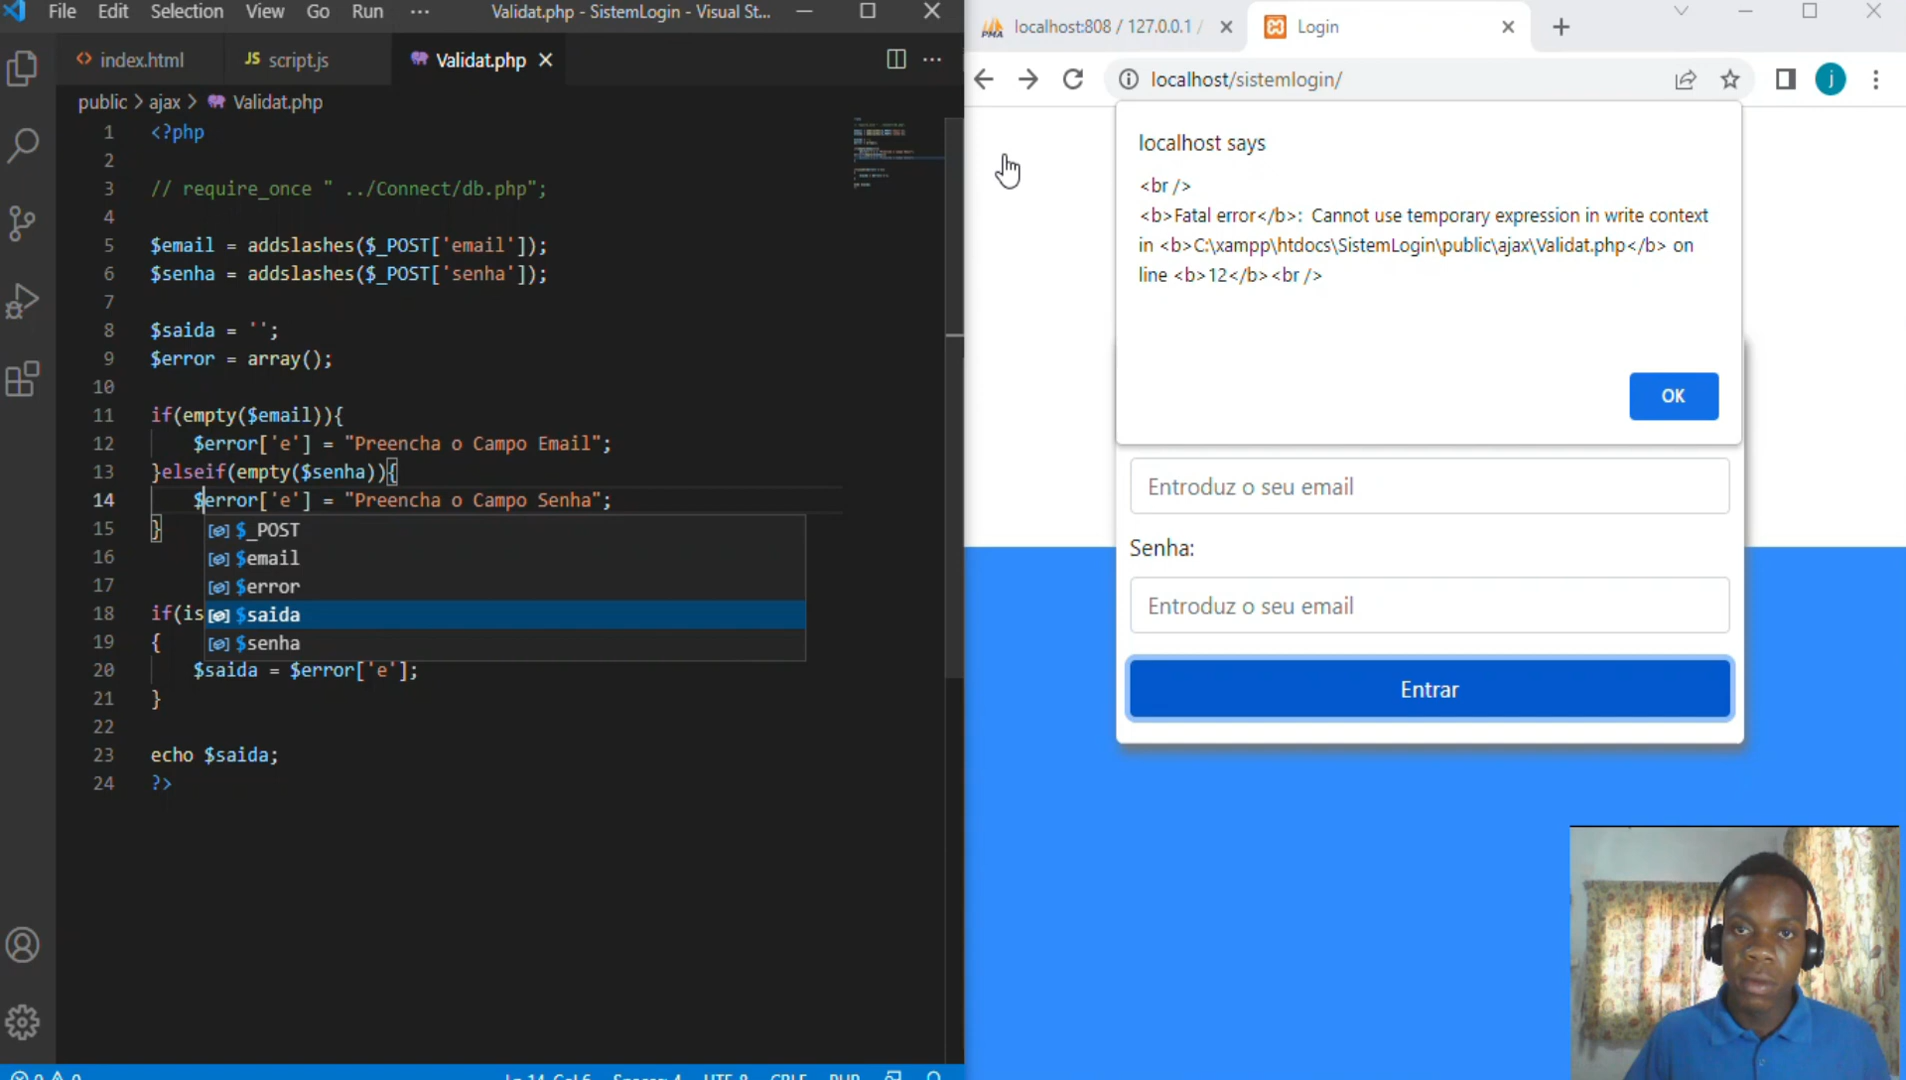 File Edit Selection View Go Run ··· Validat.php - SistemLogin - Visual St...
index.html JS script.js Validat.php
public > ajax > Validat.php
1 <?php
2
3 // require_once " ../Connect/db.php";
4
5 $email = addslashes($_POST['email']);
6 $senha = addslashes($_POST['senha']);
7
8 $saida = '';
9 $error = array();
10
11 if(empty($email)){
12 $error['e'] = "Preencha o Campo Email";
13 }elseif(empty($senha)){
14 $error['e'] = "Preencha o Campo Senha";
15 }
$_POST
16
$email
17
$error
18 if(is
$saida
19 {
$senha
20 $saida = $error['e'];
21 }
22
23 echo $saida;
24 ?>
PMA localhost:808 / 127.0.0.1 /
Login
localhost/sistemlogin/
j
localhost says
<br />
<b>Fatal error</b>: Cannot use temporary expression in write context
in <b>C:\xampp\htdocs\SistemLogin\public\ajax\Validat.php</b> on
line <b>12</b><br />
OK
Entroduz o seu email
Senha:
Entroduz o seu email
Entrar